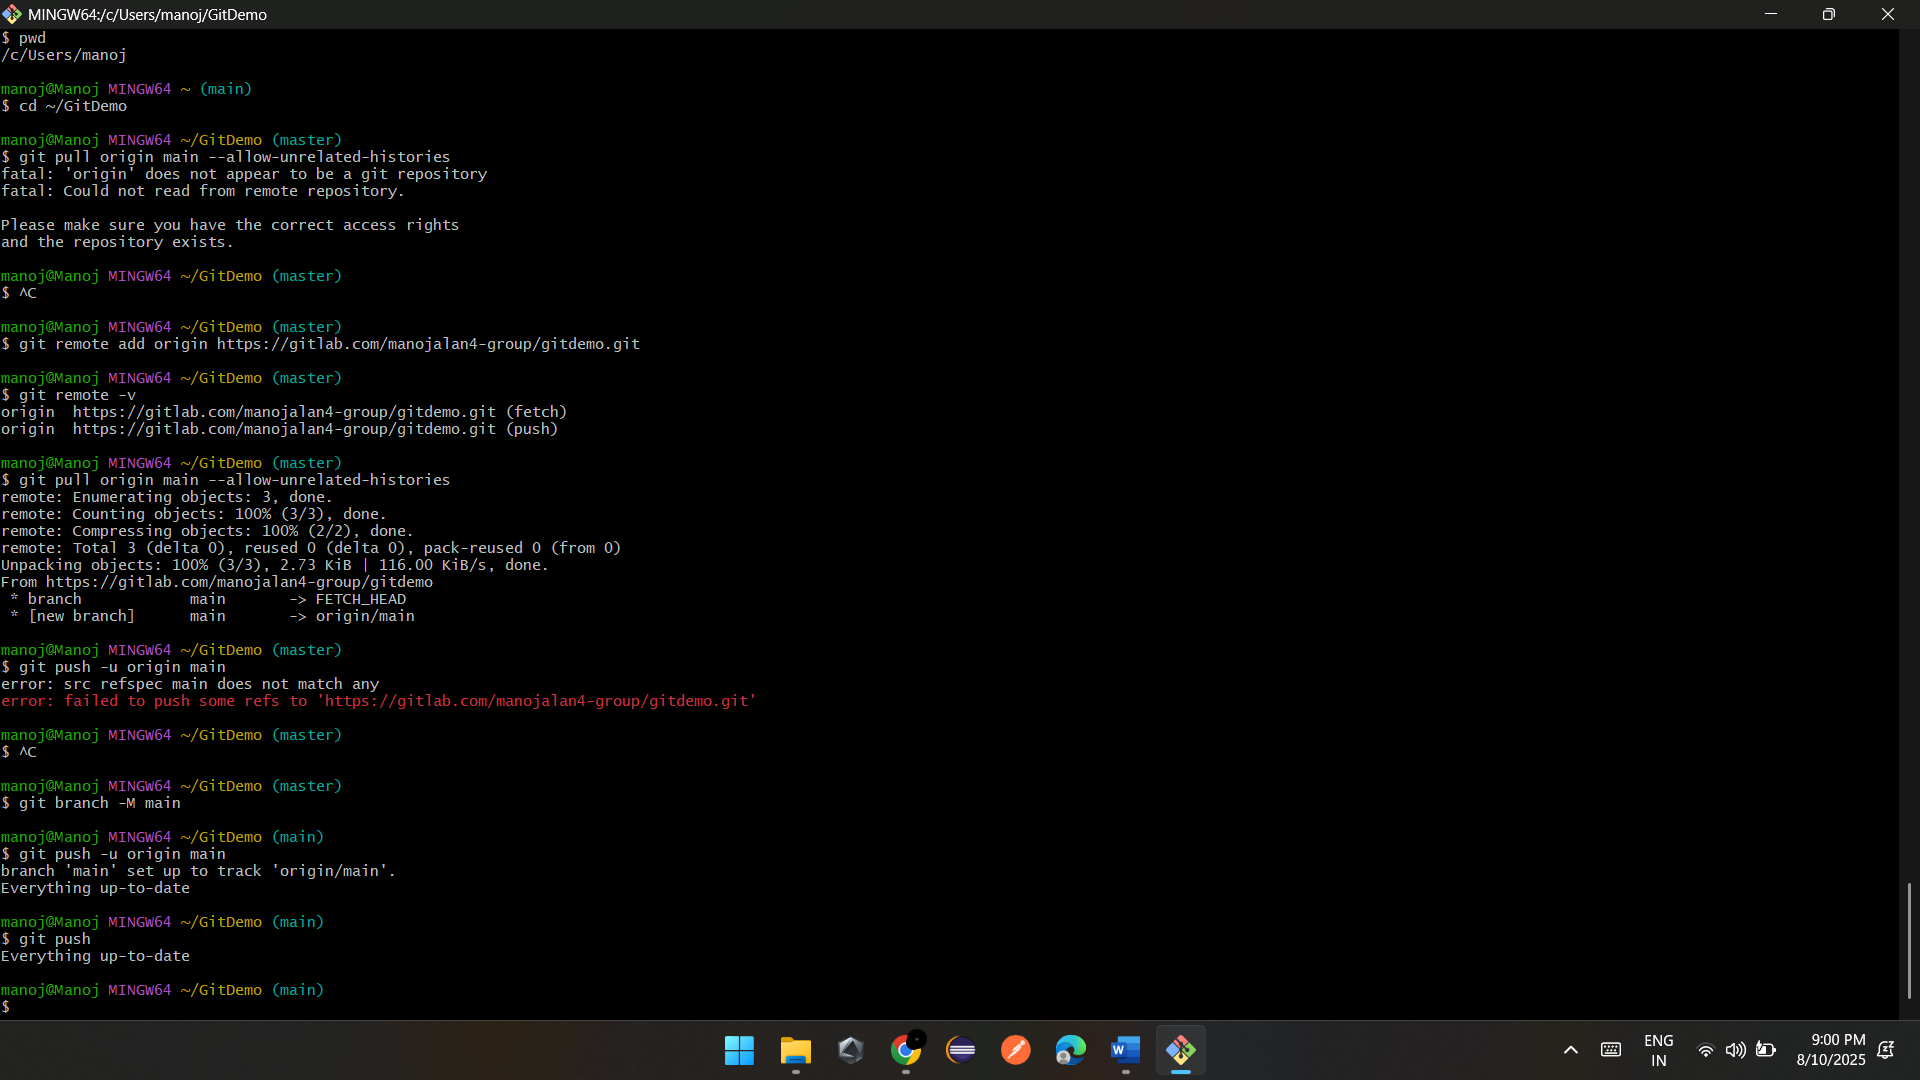 MINGW64:/c/Users/manoj/GitDemo
$ pwd
/c/Users/manoj
manoj@Manoj MINGW64 ~ (main)
$ cd ~/GitDemo
manoj@Manoj MINGW64 ~/GitDemo (master)
$ git pull origin main --allow-unrelated-histories
fatal: 'origin' does not appear to be a git repository
fatal: Could not read from remote repository.
Please make sure you have the correct access rights
and the repository exists.
manoj@Manoj MINGW64 ~/GitDemo (master)
$ ^C
manoj@Manoj MINGW64 ~/GitDemo (master)
$ git remote add origin https://gitlab.com/manojalan4-group/gitdemo.git
manoj@Manoj MINGW64 ~/GitDemo (master)
$ git remote -v
origin  https://gitlab.com/manojalan4-group/gitdemo.git (fetch)
origin  https://gitlab.com/manojalan4-group/gitdemo.git (push)
manoj@Manoj MINGW64 ~/GitDemo (master)
$ git pull origin main --allow-unrelated-histories
remote: Enumerating objects: 3, done.
remote: Counting objects: 100% (3/3), done.
remote: Compressing objects: 100% (2/2), done.
remote: Total 3 (delta 0), reused 0 (delta 0), pack-reused 0 (from 0)
Unpacking objects: 100% (3/3), 2.73 KiB | 116.00 KiB/s, done.
From https://gitlab.com/manojalan4-group/gitdemo
 * branch            main       -> FETCH_HEAD
 * [new branch]      main       -> origin/main
manoj@Manoj MINGW64 ~/GitDemo (master)
$ git push -u origin main
error: src refspec main does not match any
error: failed to push some refs to 'https://gitlab.com/manojalan4-group/gitdemo.git'
manoj@Manoj MINGW64 ~/GitDemo (master)
$ ^C
manoj@Manoj MINGW64 ~/GitDemo (master)
$ git branch -M main
manoj@Manoj MINGW64 ~/GitDemo (main)
$ git push -u origin main
branch 'main' set up to track 'origin/main'.
Everything up-to-date
manoj@Manoj MINGW64 ~/GitDemo (main)
$ git push
Everything up-to-date
manoj@Manoj MINGW64 ~/GitDemo (main)
$
W
ENG
IN
9:00 PM
8/10/2025